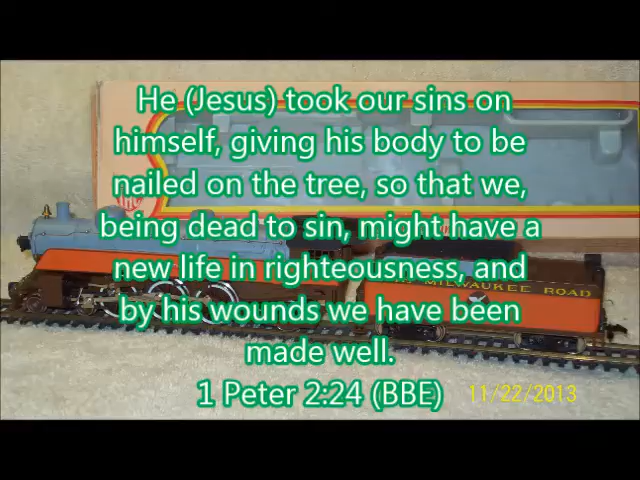 He (Jesus) took our sins on
himself, giving his body to be
nailed on the tree, so that we,
being dead to sin, might have a
new life in righteousness, and
by his wounds we have been
made well.
1 Peter 2:24 (BBE)
MILWAUKEE ROAD
11/22/2013